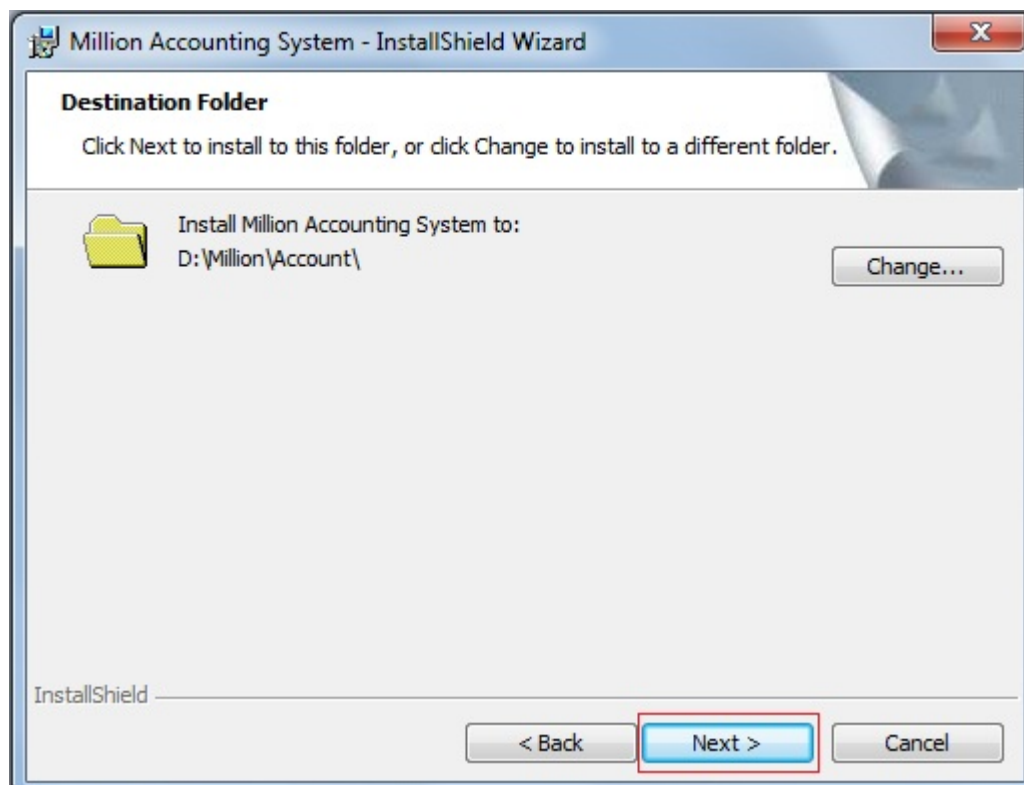 Million Accounting System - InstallShield Wizard
Destination Folder
Click Next to install to this folder, or click Change to install to a different folder.
Install Million Accounting System to:
D:\Million\Account\
Change...
InstallShield
< Back
Next >
Cancel